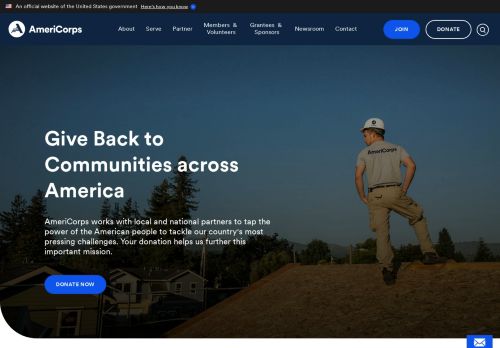 An official website of the United States government Here's how you know
AmeriCorps
About Serve Partner Members & Volunteers Grantees & Sponsors Newsroom Contact JOIN DONATE
Give Back to
Communities across
America
AmeriCorps works with local and national partners to tap the
power of the American people to tackle our country's most
pressing challenges. Your donation helps us further this
important mission.
DONATE NOW
AmeriCorps